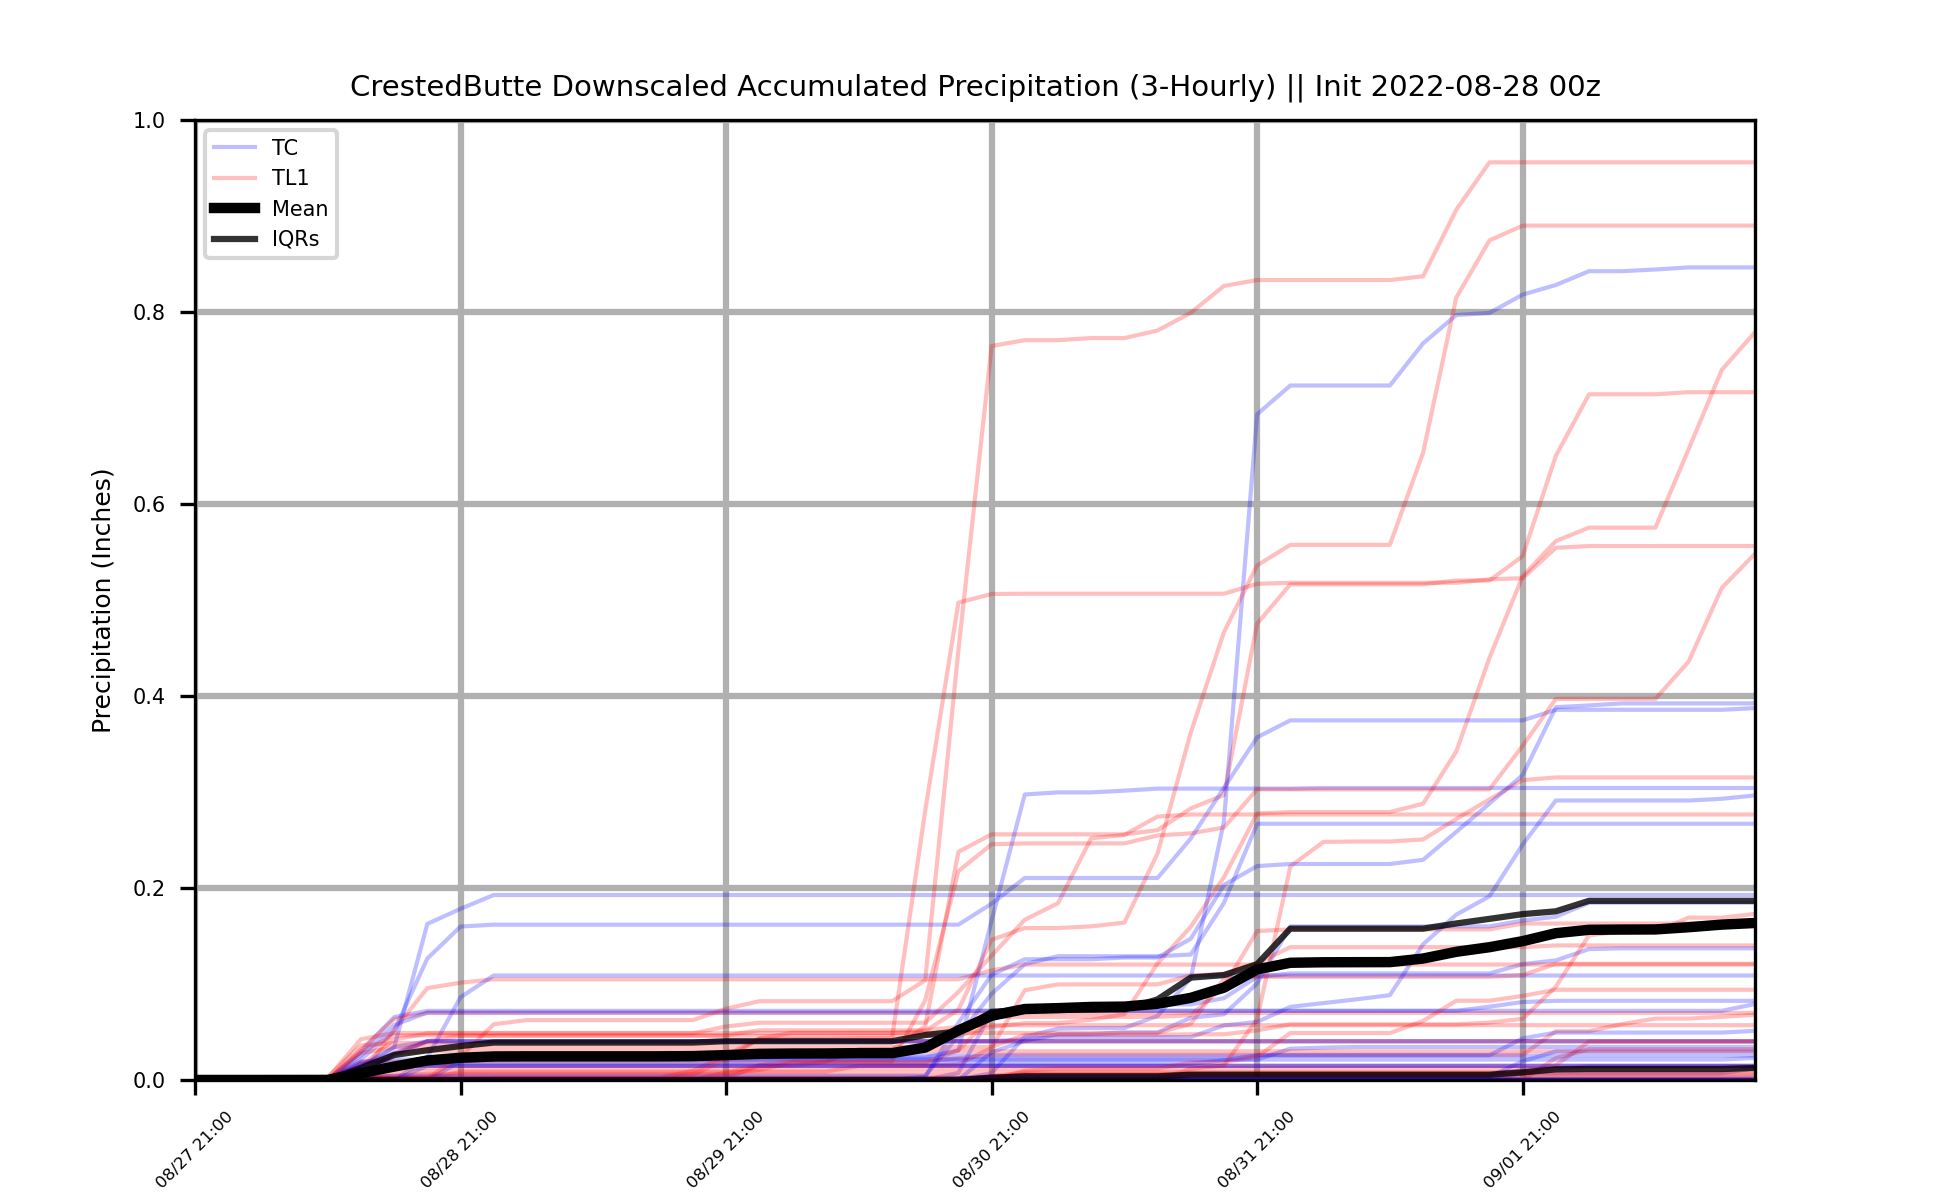 CrestedButte Downscaled Accumulated Precipitation (3-Hourly) || Init 2022-08-28 00z
1.0
0.8
0.6
0.4
0.2
0.0
Precipitation (Inches)
TC
TL1
Mean
IQRs
08/27 21:00
08/28 21:00
08/29 21:00
08/30 21:00
08/31 21:00
09/01 21:00